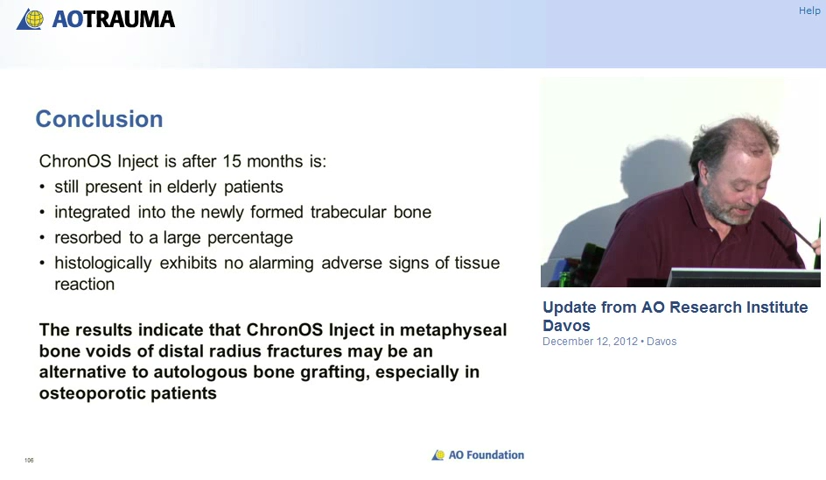 AOTRAUMA
Help
Conclusion
ChronOS Inject is after 15 months is:
• still present in elderly patients
• integrated into the newly formed trabecular bone
• resorbed to a large percentage
• histologically exhibits no alarming adverse signs of tissue
reaction
The results indicate that ChronOS Inject in metaphyseal
bone voids of distal radius fractures may be an
alternative to autologous bone grafting, especially in
osteoporotic patients
Update from AO Research Institute
Davos
December 12, 2012 • Davos
106
AO Foundation